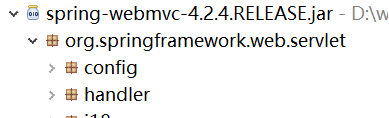 spring-webmvc-4.2.4.RELEASE.jar - D:\w
org.springframework.web.servlet
config
handler